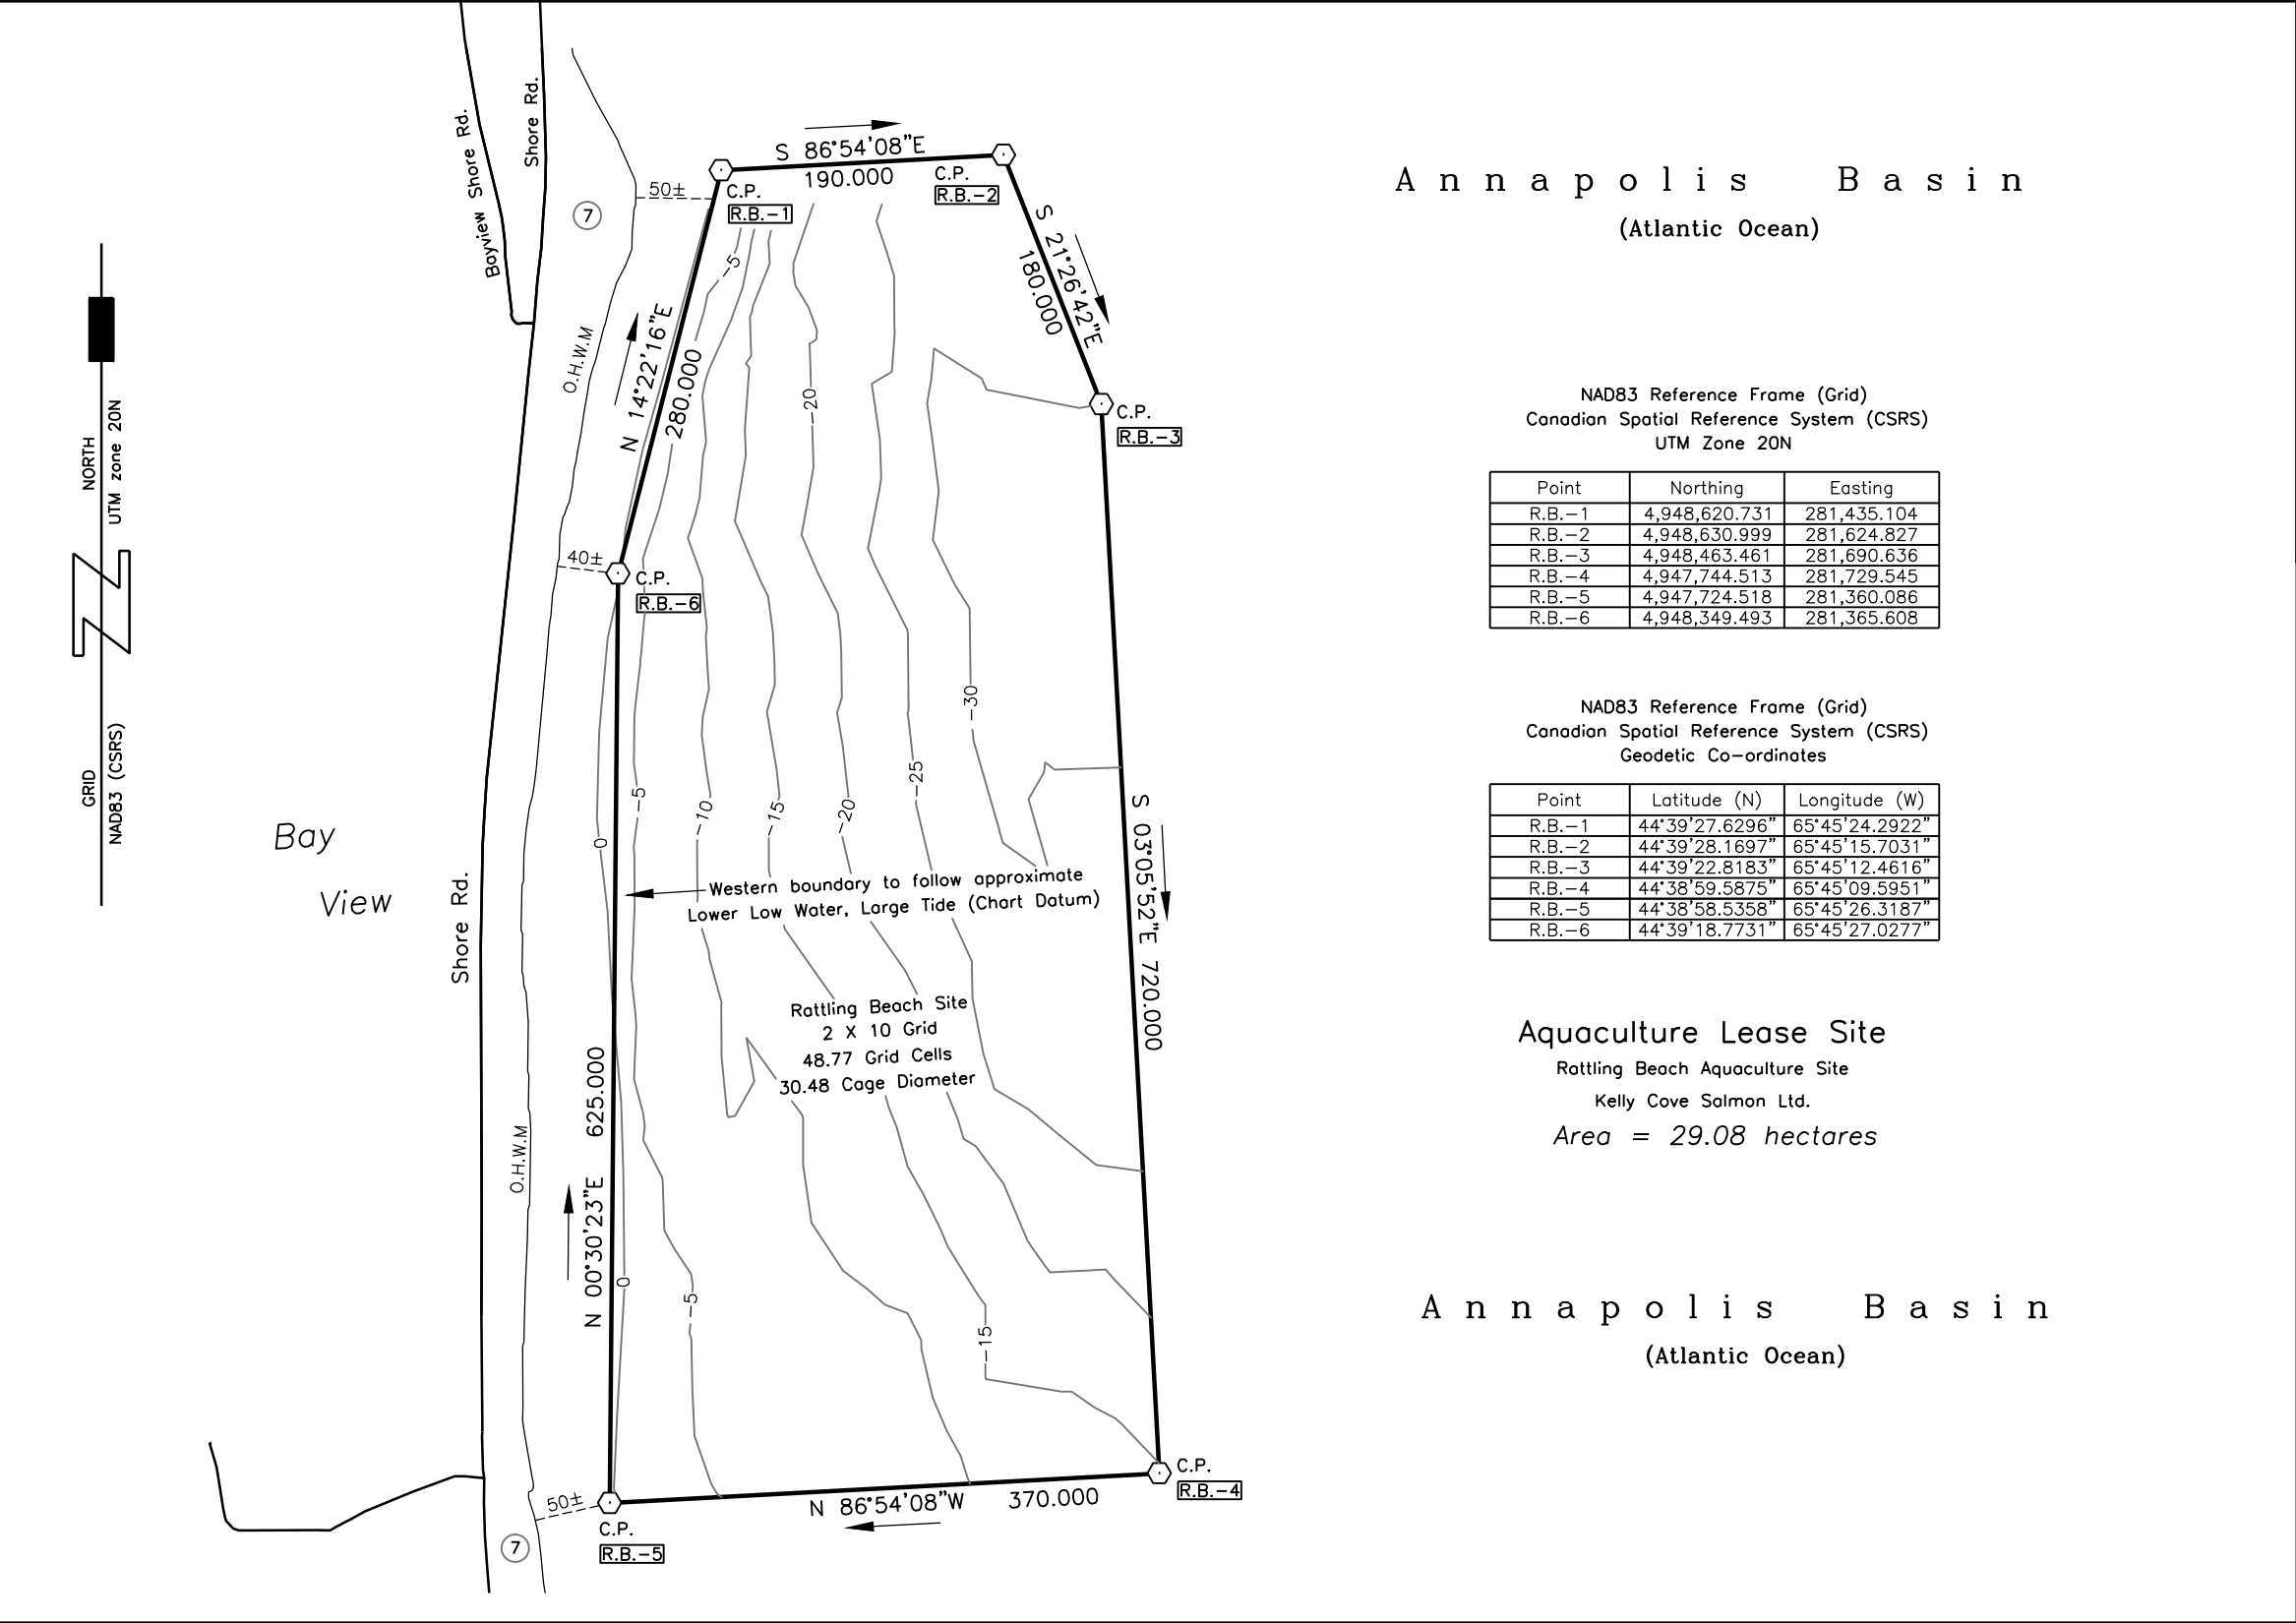 Bayview Shore Rd.
Shore Rd.
7
50±
S 86°54'08"E
190.000
C.P.
R.B.-1
C.P.
R.B.-2
S 21°26'42"E
180.000
C.P.
R.B.-3
N 14°22'16"E
280.000
O.H.W.M
-5
-20
40±
C.P.
R.B.-6
GRID NORTH
NAD83 (CSRS) UTM zone 20N
Bay
View
Shore Rd.
0
-5
-10
-15
-20
-25
-30
Western boundary to follow approximate
Lower Low Water, Large Tide (Chart Datum)
S 03°05'52"E 720.000
Rattling Beach Site
2 X 10 Grid
48.77 Grid Cells
30.48 Cage Diameter
N 00°30'23"E 625.000
O.H.W.M
0
-5
-15
50±
7
C.P.
R.B.-5
N 86°54'08"W 370.000
C.P.
R.B.-4
Annapolis Basin
(Atlantic Ocean)
NAD83 Reference Frame (Grid)
Canadian Spatial Reference System (CSRS)
UTM Zone 20N
Point Northing Easting
R.B.-1 4,948,620.731 281,435.104
R.B.-2 4,948,630.999 281,624.827
R.B.-3 4,948,463.461 281,690.636
R.B.-4 4,947,744.513 281,729.545
R.B.-5 4,947,724.518 281,360.086
R.B.-6 4,948,349.493 281,365.608
NAD83 Reference Frame (Grid)
Canadian Spatial Reference System (CSRS)
Geodetic Co-ordinates
Point Latitude (N) Longitude (W)
R.B.-1 44°39'27.6296" 65°45'24.2922"
R.B.-2 44°39'28.1697" 65°45'15.7031"
R.B.-3 44°39'22.8183" 65°45'12.4616"
R.B.-4 44°38'59.5875" 65°45'09.5951"
R.B.-5 44°38'58.5358" 65°45'26.3187"
R.B.-6 44°39'18.7731" 65°45'27.0277"
Aquaculture Lease Site
Rattling Beach Aquaculture Site
Kelly Cove Salmon Ltd.
Area = 29.08 hectares
Annapolis Basin
(Atlantic Ocean)